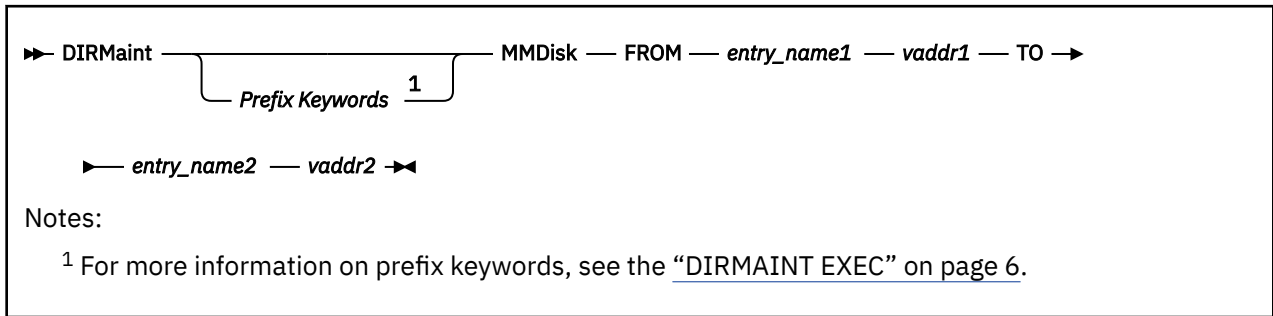 DIRMaint MMDisk FROM entry_name1 vaddr1 TO
Prefix Keywords 1
entry_name2 vaddr2
Notes:
1 For more information on prefix keywords, see the “DIRMAINT EXEC” on page 6.